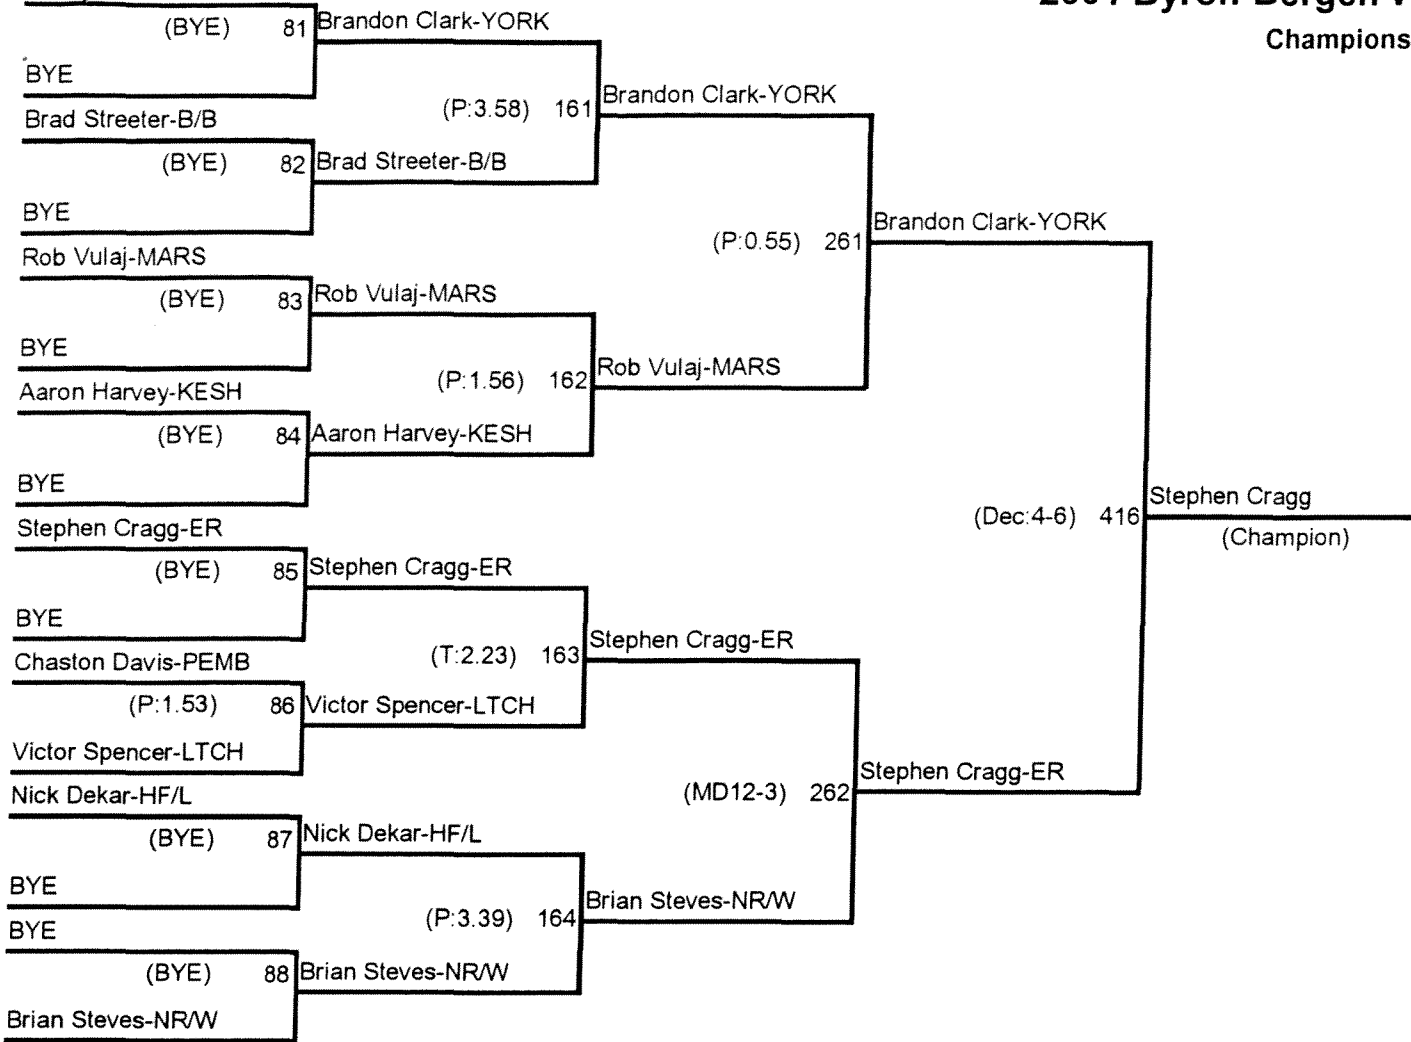 Champions
(BYE) 81 Brandon Clark-YORK
BYE
Brad Streeter-B/B
(P:3.58) 161 Brandon Clark-YORK
(BYE) 82 Brad Streeter-B/B
BYE
Rob Vulaj-MARS
(P:0.55) 261 Brandon Clark-YORK
(BYE) 83 Rob Vulaj-MARS
BYE
Aaron Harvey-KESH
(P:1.56) 162 Rob Vulaj-MARS
(BYE) 84 Aaron Harvey-KESH
BYE
Stephen Cragg-ER
(Dec:4-6) 416 Stephen Cragg
(Champion)
(BYE) 85 Stephen Cragg-ER
BYE
Chaston Davis-PEMB
(T:2.23) 163 Stephen Cragg-ER
(P:1.53) 86 Victor Spencer-LTCH
Victor Spencer-LTCH
Nick Dekar-HF/L
(MD12-3) 262 Stephen Cragg-ER
(BYE) 87 Nick Dekar-HF/L
BYE
BYE
(P:3.39) 164 Brian Steves-NR/W
(BYE) 88 Brian Steves-NR/W
Brian Steves-NR/W